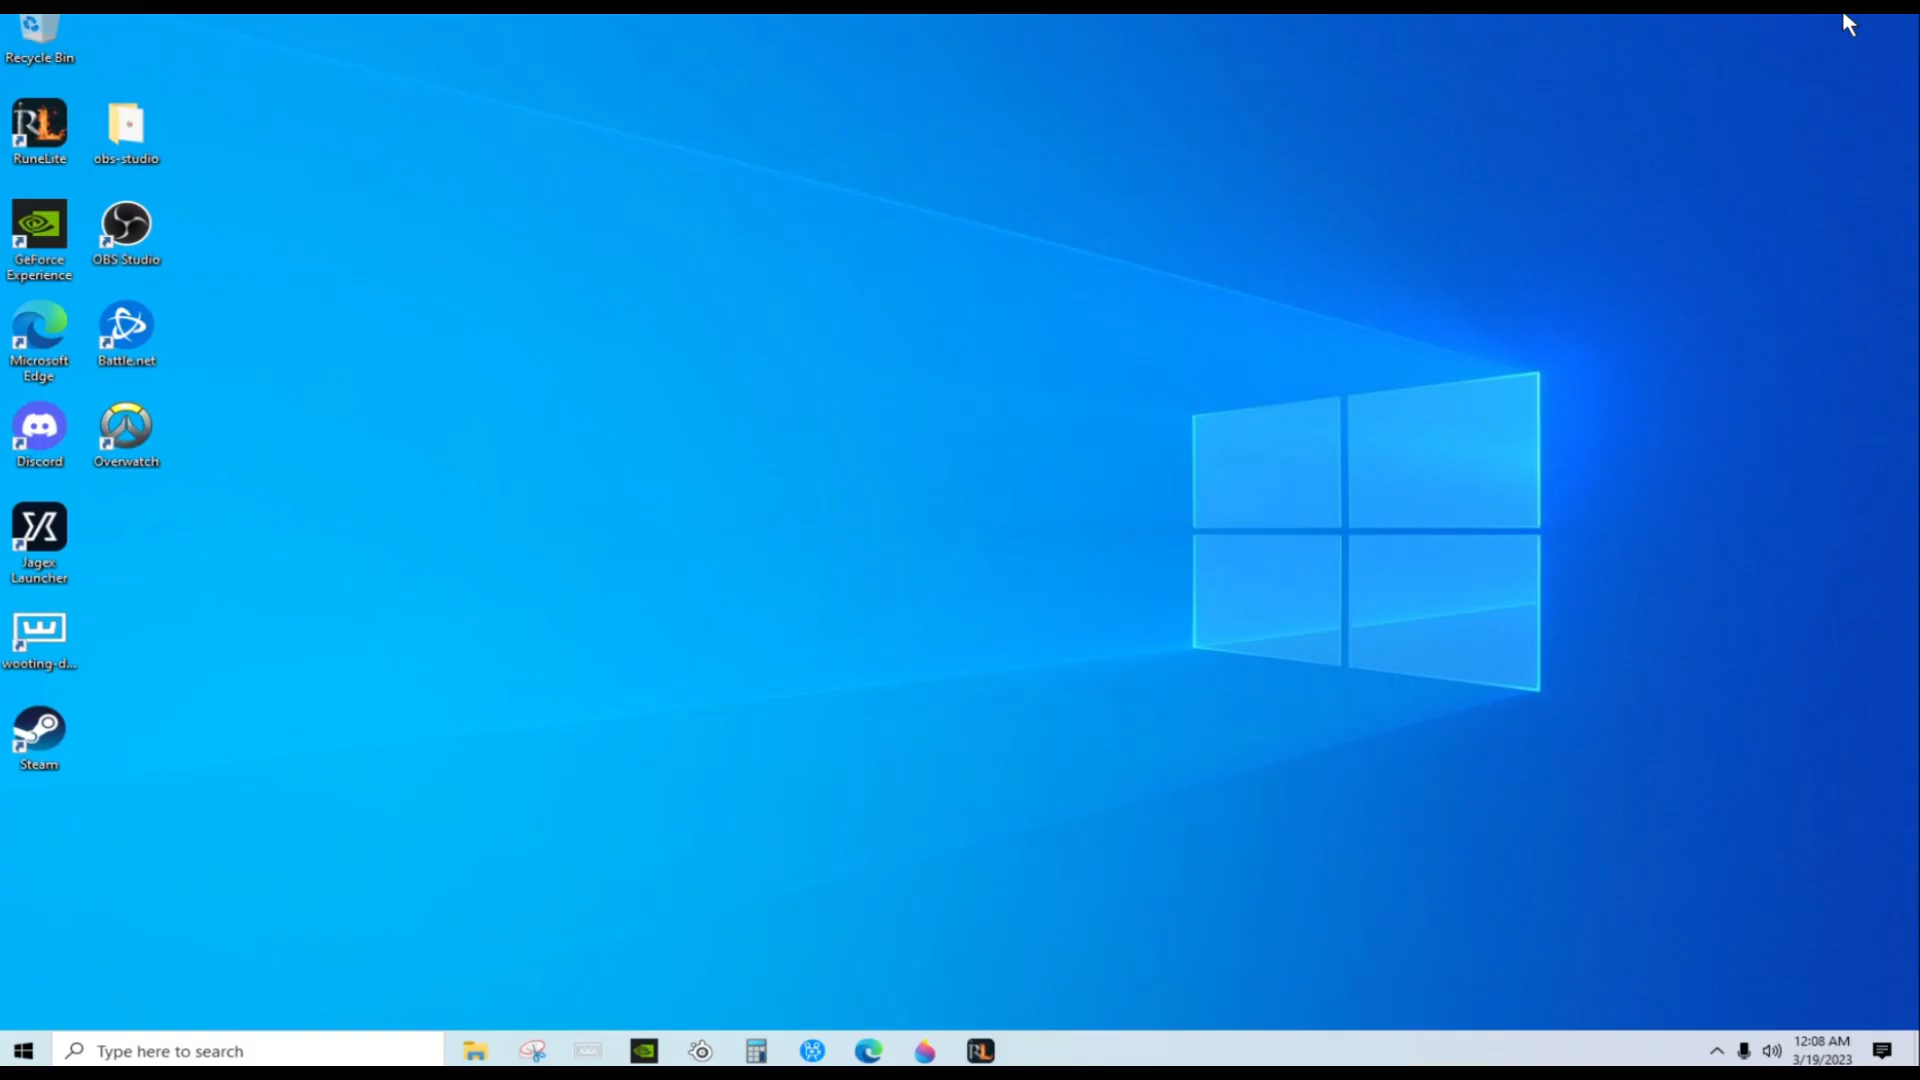 Recycle Bin
RuneLite
obs-studio
GeForce
Experience
OBS Studio
Microsoft
Edge
Battle.net
Discord
Overwatch
Jagex
Launcher
wooting-d...
Steam
Type here to search
12:08 AM
3/19/2023